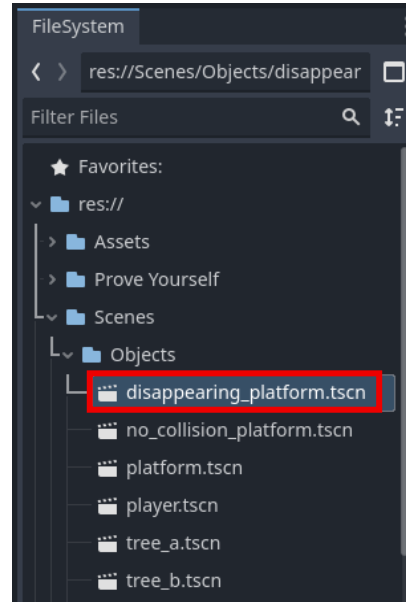 FileSystem
res://Scenes/Objects/disappear
Filter Files
Favorites:
res://
Assets
Prove Yourself
Scenes
Objects
disappearing_platform.tscn
no_collision_platform.tscn
platform.tscn
player.tscn
tree_a.tscn
tree_b.tscn